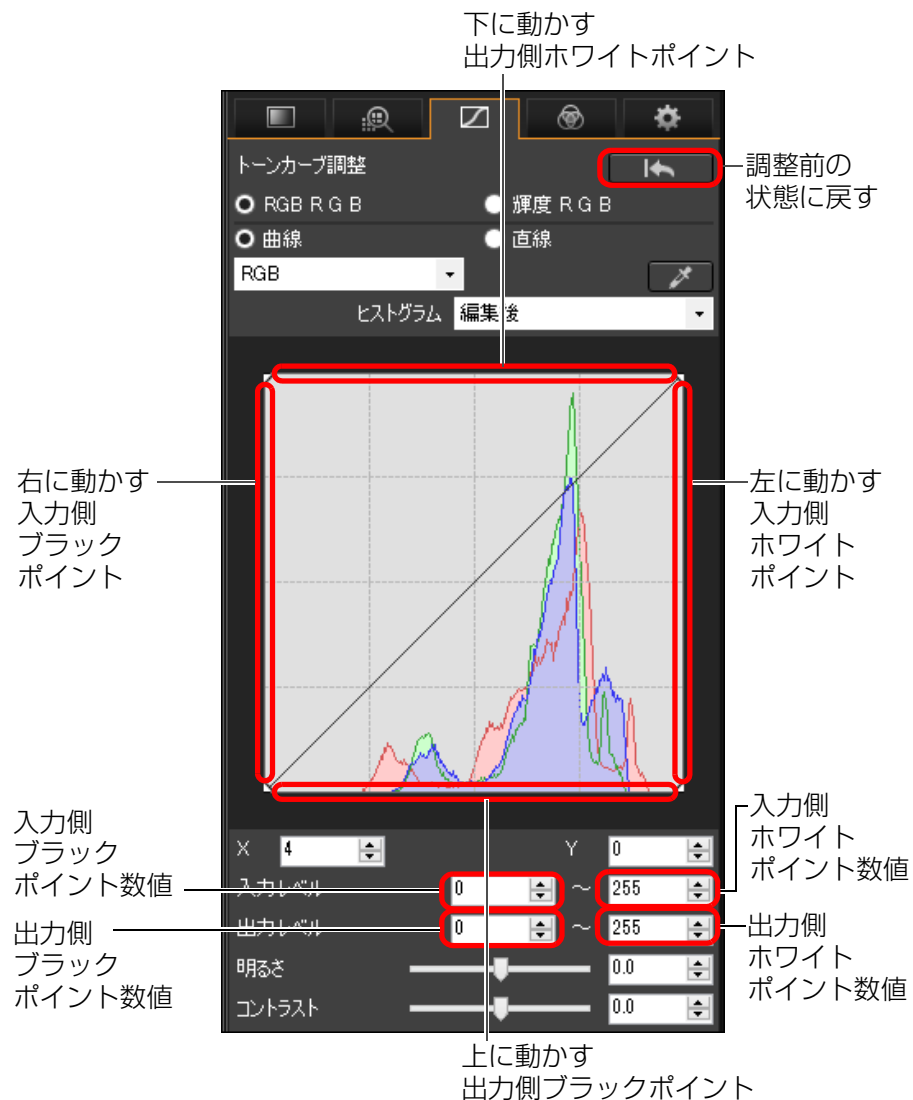 下に動かす
出力側ホワイトポイント
トーンカーブ調整
調整前の
状態に戻す
RGB R G B
輝度 R G B
曲線
直線
RGB
ヒストグラム 編集後
右に動かす
入力側
ブラック
ポイント
左に動かす
入力側
ホワイト
ポイント
入力側
ブラック
ポイント数値
入力側
ホワイト
ポイント数値
X 4 Y 0
入力レベル 0 ~ 255
出力レベル 0 ~ 255
出力側
ブラック
ポイント数値
出力側
ホワイト
ポイント数値
明るさ 0.0
コントラスト 0.0
上に動かす
出力側ブラックポイント